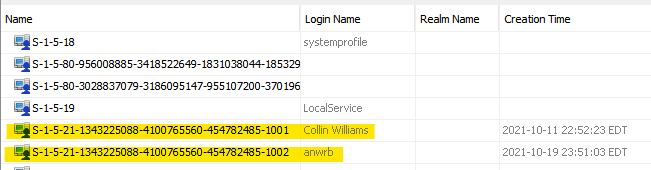 Name Login Name Realm Name Creation Time
S-1-5-18 systemprofile
S-1-5-80-956008885-3418522649-1831038044-185329
S-1-5-80-3028837079-3186095147-955107200-370196
S-1-5-19 LocalService
S-1-5-21-1343225088-4100765560-454782485-1001 Collin Williams 2021-10-11 22:52:23 EDT
S-1-5-21-1343225088-4100765560-454782485-1002 anwrb 2021-10-19 23:51:03 EDT